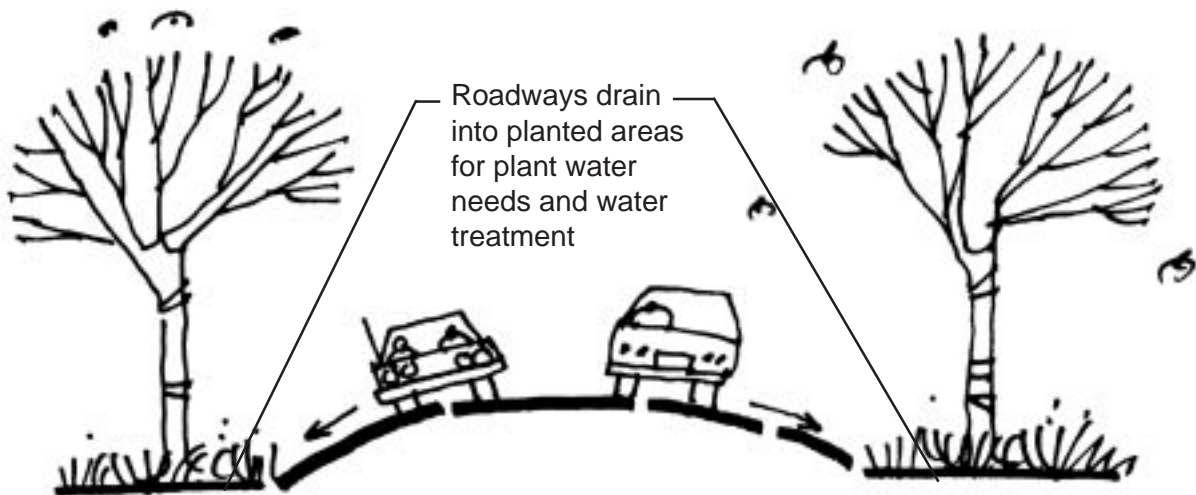 Roadways drain
into planted areas
for plant water
needs and water
treatment